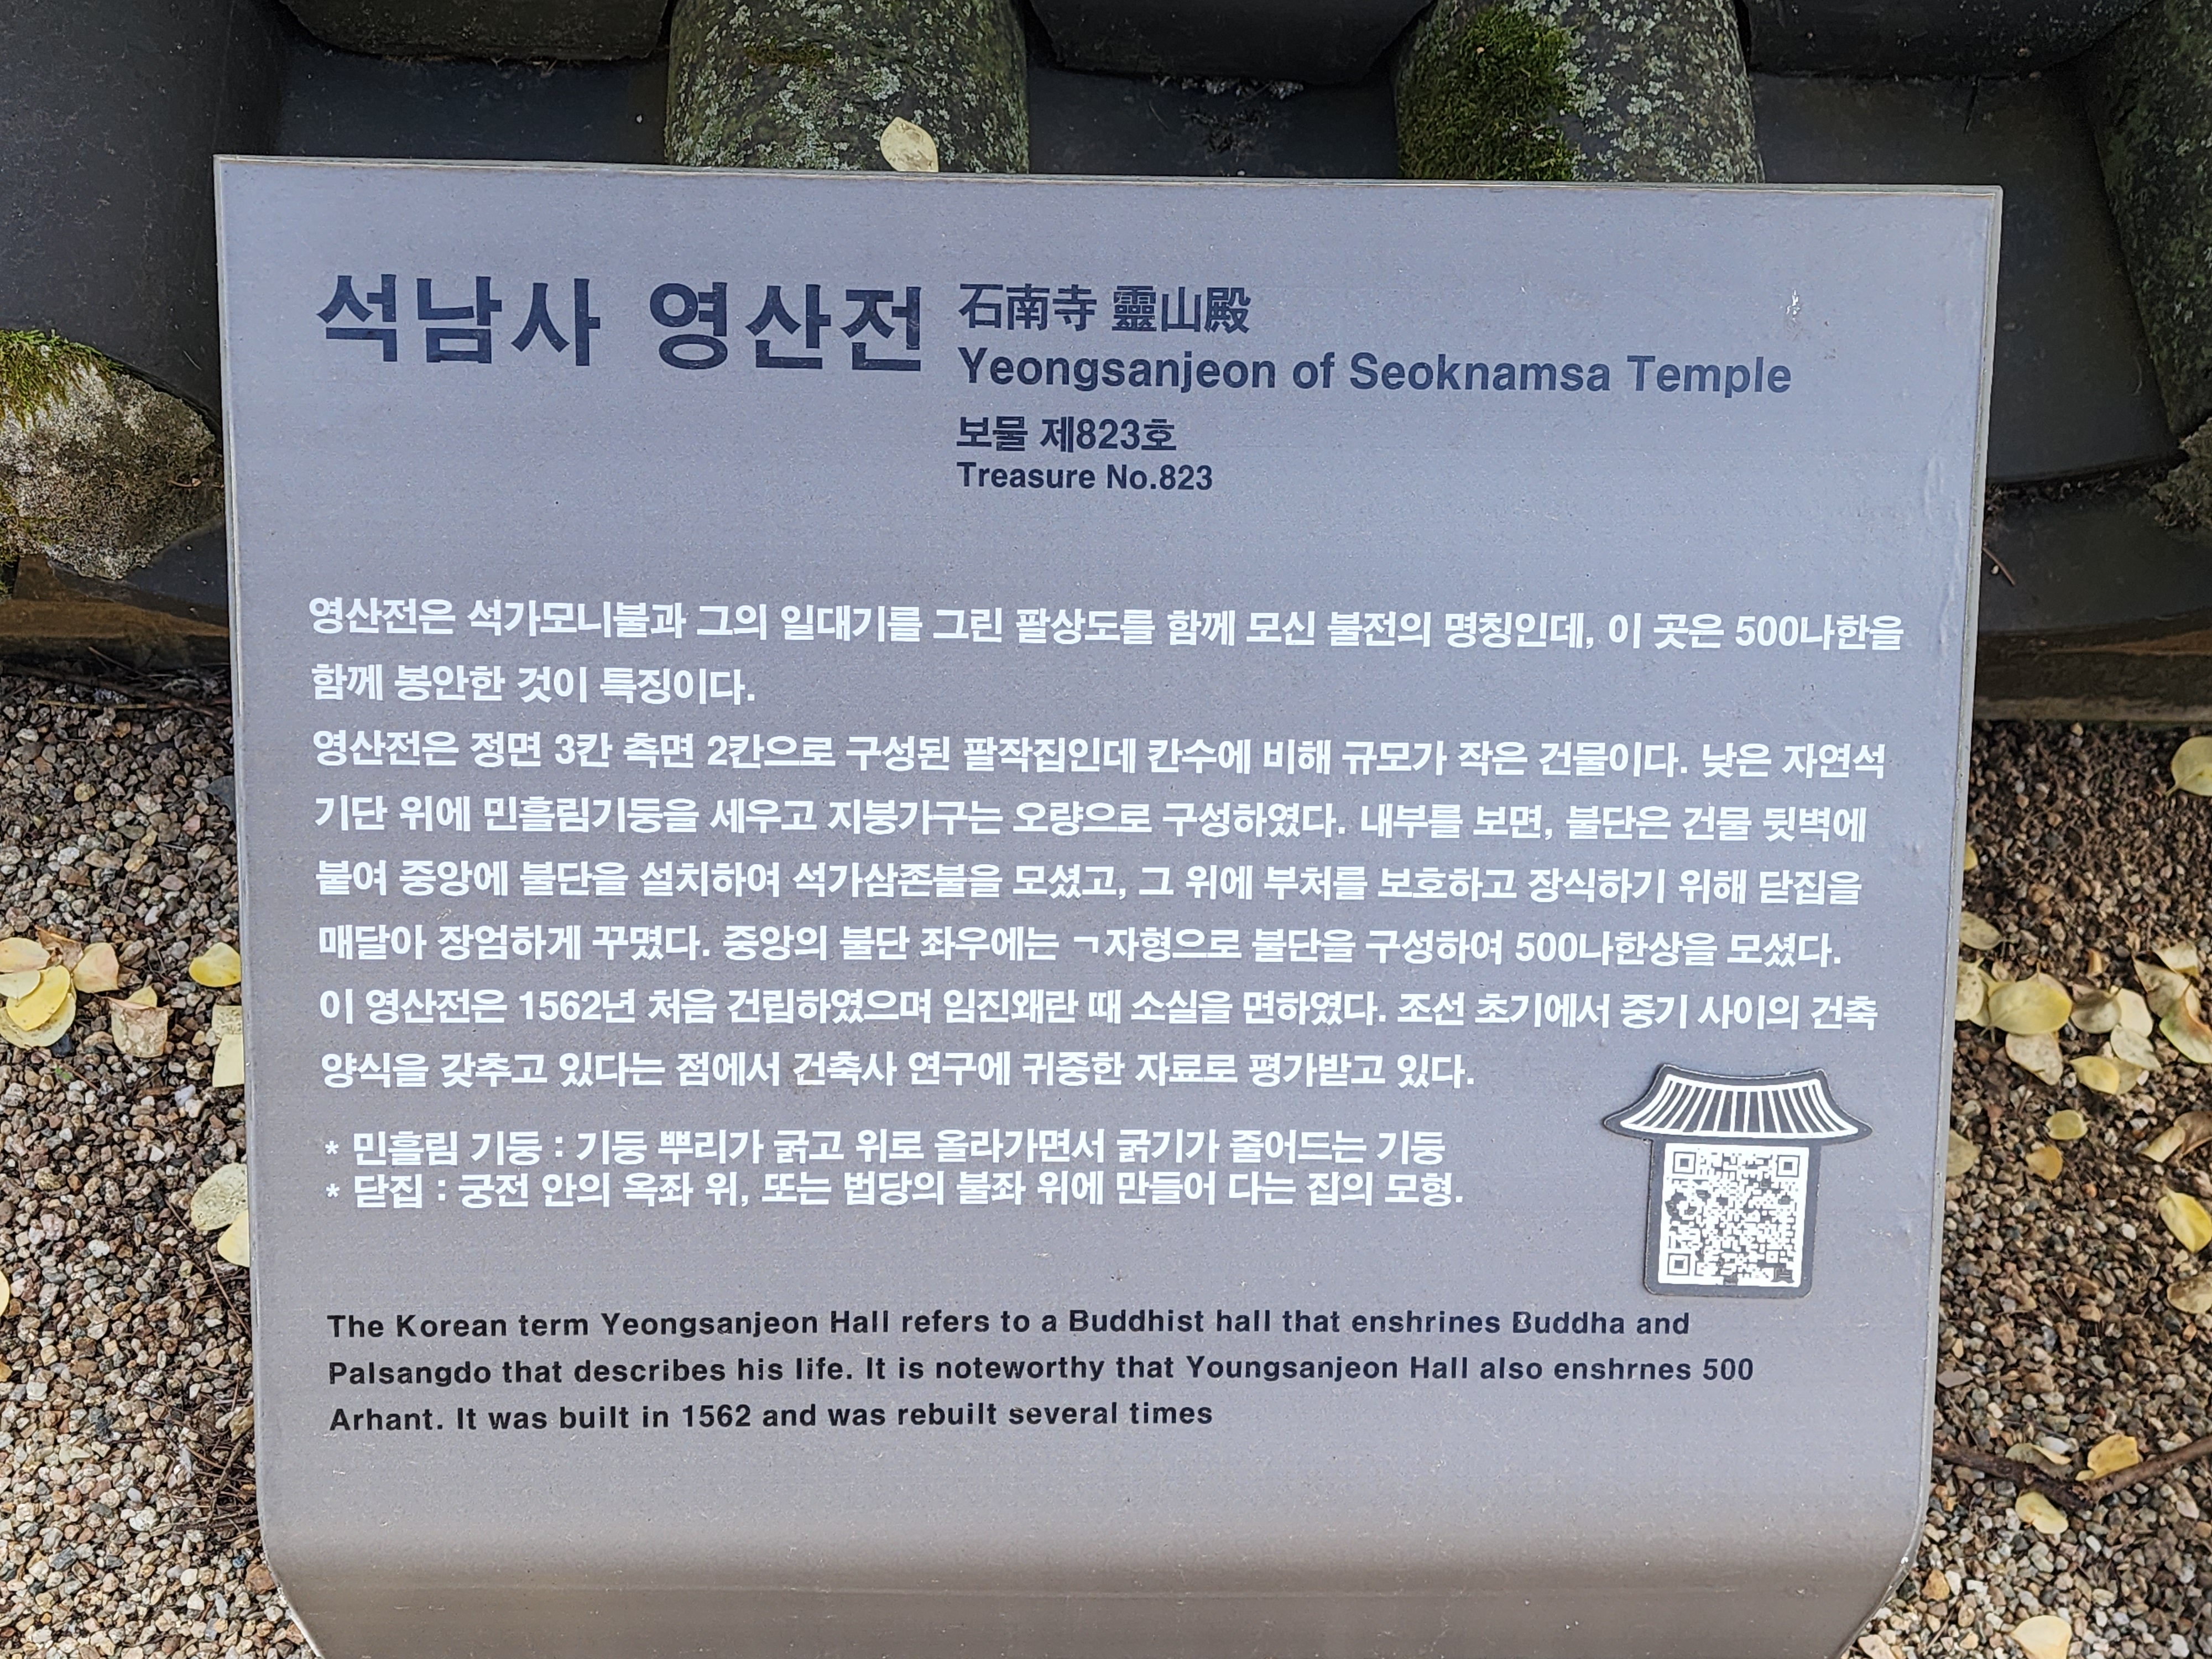 석남사 영산전
石南寺 靈山殿
Yeongsanjeon of Seoknamsa Temple
보물 제823호
Treasure No.823
영산전은 석가모니불과 그의 일대기를 그린 팔상도를 함께 모신 불전의 명칭인데, 이 곳은 500나한을
함께 봉안한 것이 특징이다.
영산전은 정면 3칸 측면 2칸으로 구성된 팔작집인데 칸수에 비해 규모가 작은 건물이다. 낮은 자연석
기단 위에 민흘림기둥을 세우고 지붕가구는 오량으로 구성하였다. 내부를 보면, 불단은 건물 뒷벽에
붙여 중앙에 불단을 설치하여 석가삼존불을 모셨고, 그 위에 부처를 보호하고 장식하기 위해 닫집을
매달아 장엄하게 꾸몄다. 중앙의 불단 좌우에는 ㄱ자형으로 불단을 구성하여 500나한상을 모셨다.
이 영산전은 1562년 처음 건립하였으며 임진왜란 때 소실을 면하였다. 조선 초기에서 중기 사이의 건축
양식을 갖추고 있다는 점에서 건축사 연구에 귀중한 자료로 평가받고 있다.
* 민흘림 기둥 : 기둥 뿌리가 굵고 위로 올라가면서 굵기가 줄어드는 기둥
* 닫집 : 궁전 안의 옥좌 위, 또는 법당의 불좌 위에 만들어 다는 집의 모형.
The Korean term Yeongsanjeon Hall refers to a Buddhist hall that enshrines Buddha and
Palsangdo that describes his life. It is noteworthy that Youngsanjeon Hall also enshrnes 500
Arhant. It was built in 1562 and was rebuilt several times